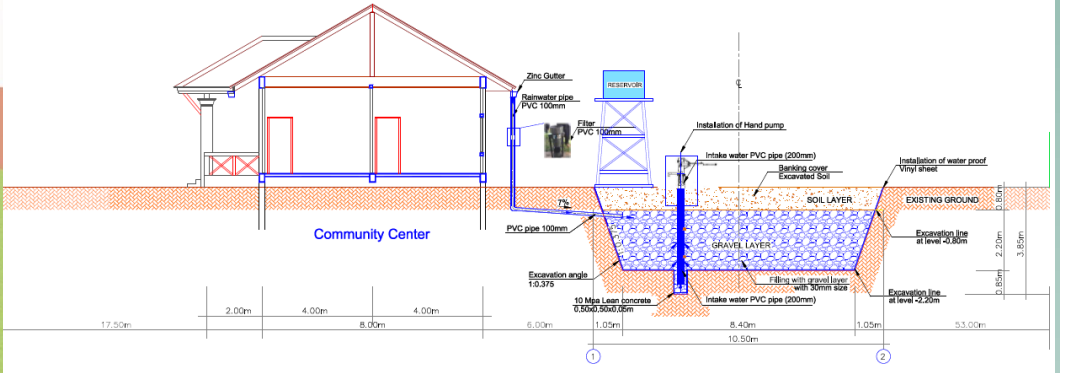 Zinc Gutter
Rainwater pipe
PVC 100mm
Filter
PVC 100mm
RESERVOIR
Installation of Hand pump
Intake water PVC pipe (200mm)
Banking cover
Excavated Soil
Installation of water proof
Vinyl sheet
SOIL LAYER
EXISTING GROUND
7%
PVC pipe 100mm
Community Center
GRAVEL LAYER
Excavation line
at level -0.80m
Excavation angle
1:0.375
Filling with gravel layer
with 30mm size
10 Mpa Lean concrete
0,50x0,50x0,05m
Intake water PVC pipe (200mm)
Excavation line
at level -2.20m
0.80m
2.20m
3.85m
0.85m
2.00m
4.00m
4.00m
17.50m
8.00m
6.00m
1.05m
8.40m
1.05m
53.00m
10.50m
1
2